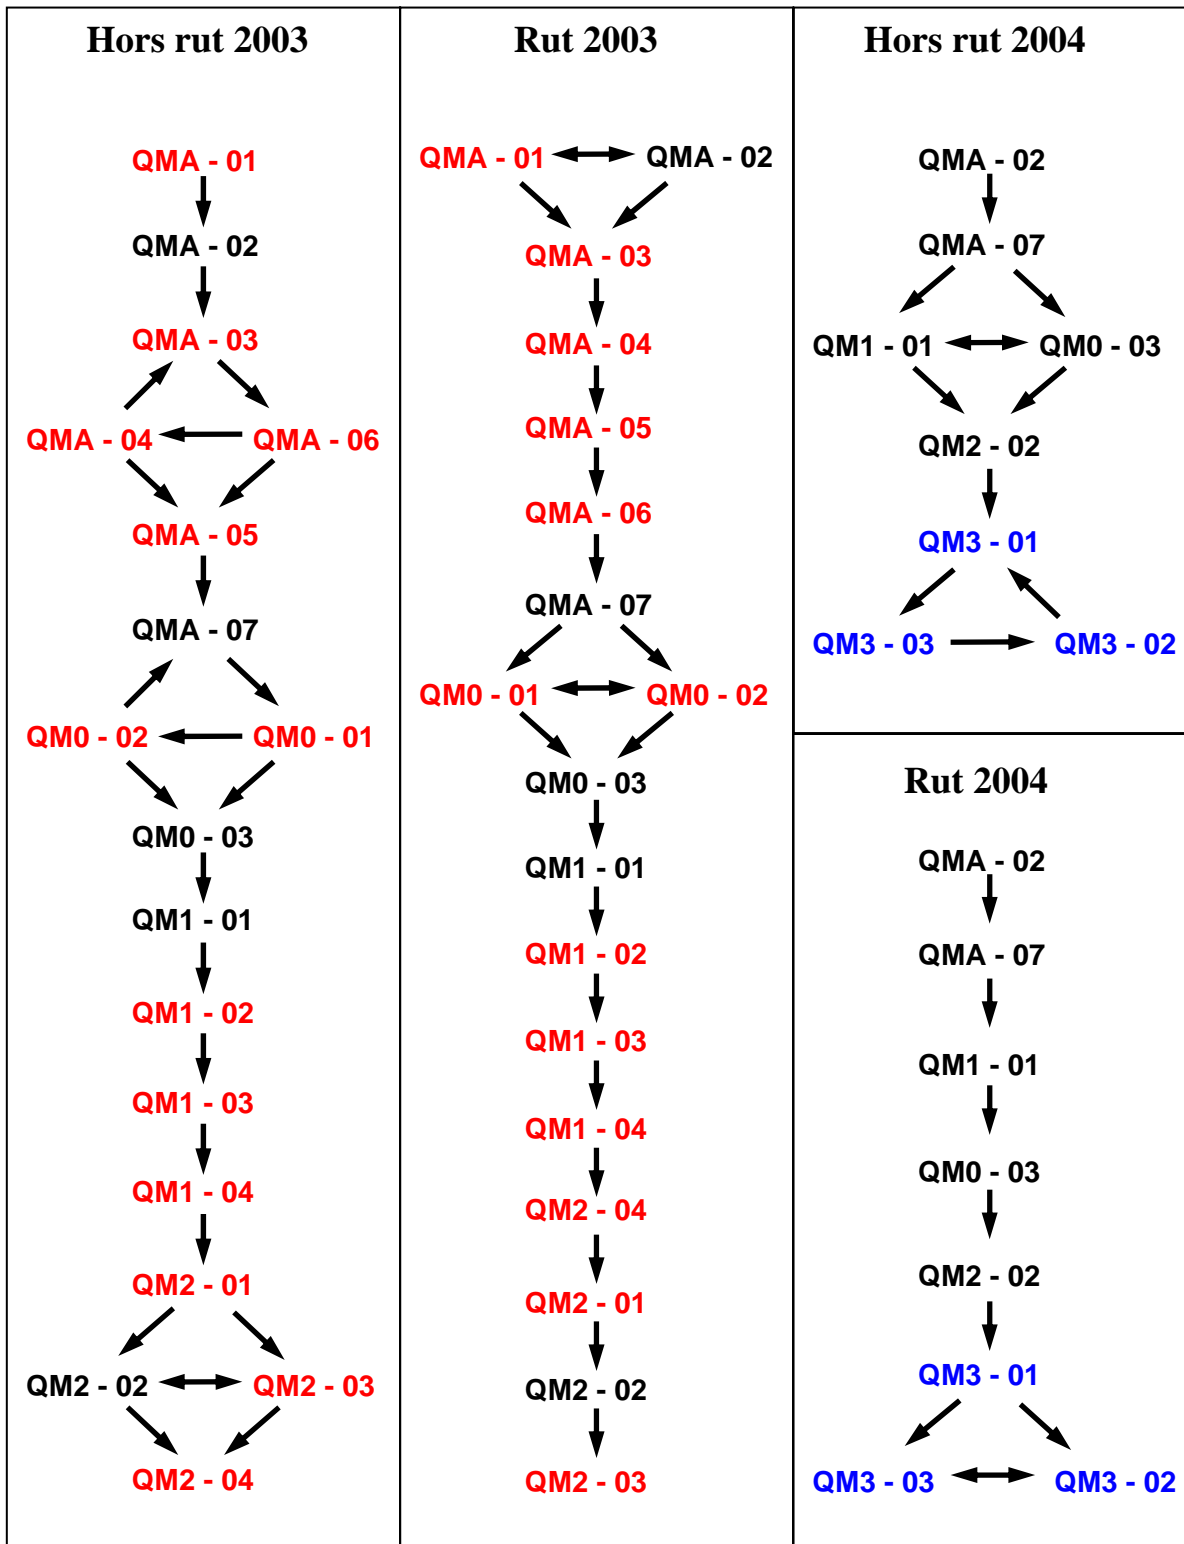 Hors rut 2003
QMA - 01
QMA - 02
QMA - 03
QMA - 04 QMA - 06
QMA - 05
QMA - 07
QM0 - 02 QM0 - 01
QM0 - 03
QM1 - 01
QM1 - 02
QM1 - 03
QM1 - 04
QM2 - 01
QM2 - 02 QM2 - 03
QM2 - 04
Rut 2003
QMA - 01 QMA - 02
QMA - 03
QMA - 04
QMA - 05
QMA - 06
QMA - 07
QM0 - 01 QM0 - 02
QM0 - 03
QM1 - 01
QM1 - 02
QM1 - 03
QM1 - 04
QM2 - 04
QM2 - 01
QM2 - 02
QM2 - 03
Hors rut 2004
QMA - 02
QMA - 07
QM1 - 01 QM0 - 03
QM2 - 02
QM3 - 01
QM3 - 03 QM3 - 02
Rut 2004
QMA - 02
QMA - 07
QM1 - 01
QM0 - 03
QM2 - 02
QM3 - 01
QM3 - 03 QM3 - 02